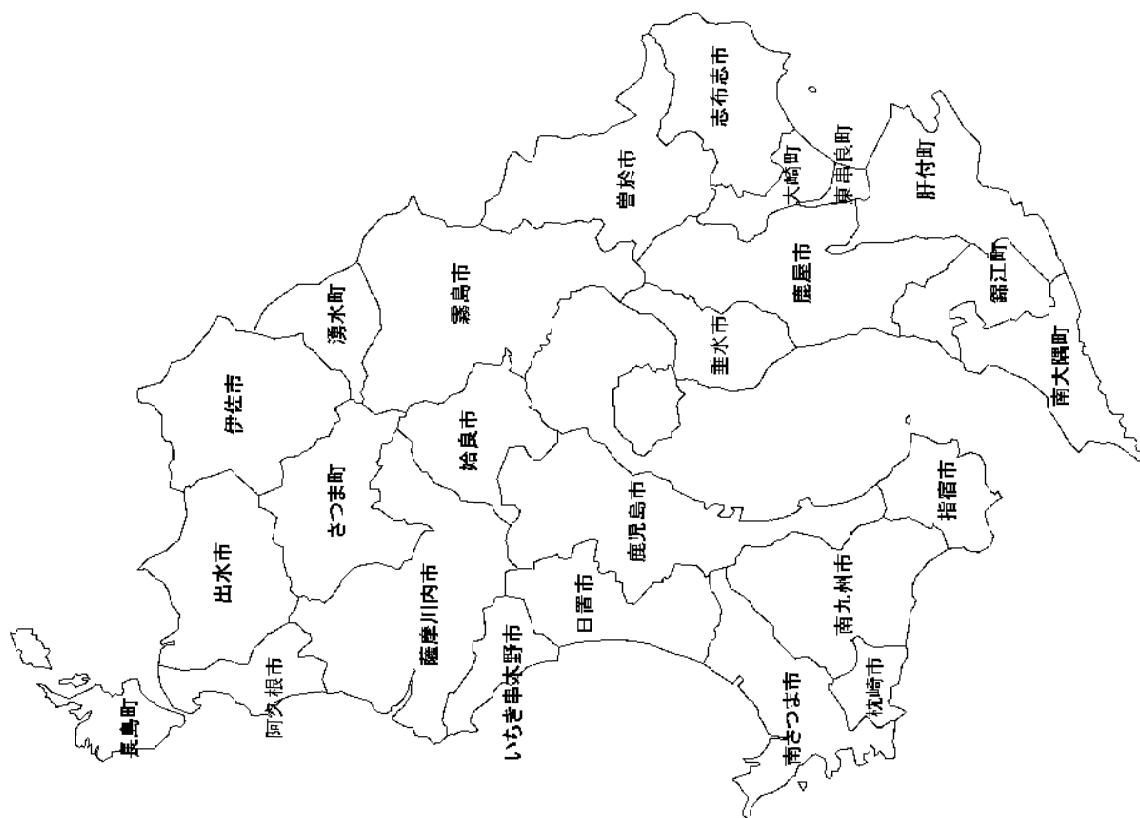 長島町
出水市
阿久根市
伊佐市
さつま町
湧水町
薩摩川内市
姶良市
霧島市
いちき串木野市
日置市
鹿児島市
曽於市
志布志市
垂水市
鹿屋市
大崎町
東串良町
肝付町
錦江町
南大隅町
南さつま市
枕崎市
南九州市
指宿市